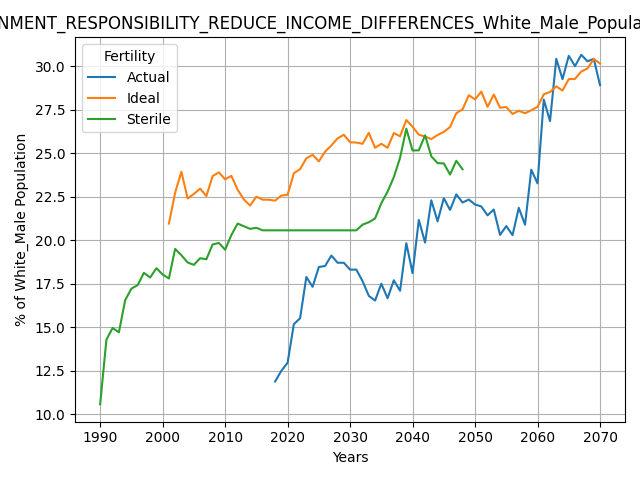 NMENT_RESPONSIBILITY_REDUCE_INCOME_DIFFERENCES_White_Male_Popula
Fertility
Actual
Ideal
Sterile
% of White_Male Population
30.0
27.5
25.0
22.5
20.0
17.5
15.0
12.5
10.0
1990 2000 2010 2020 2030 2040 2050 2060 2070
Years